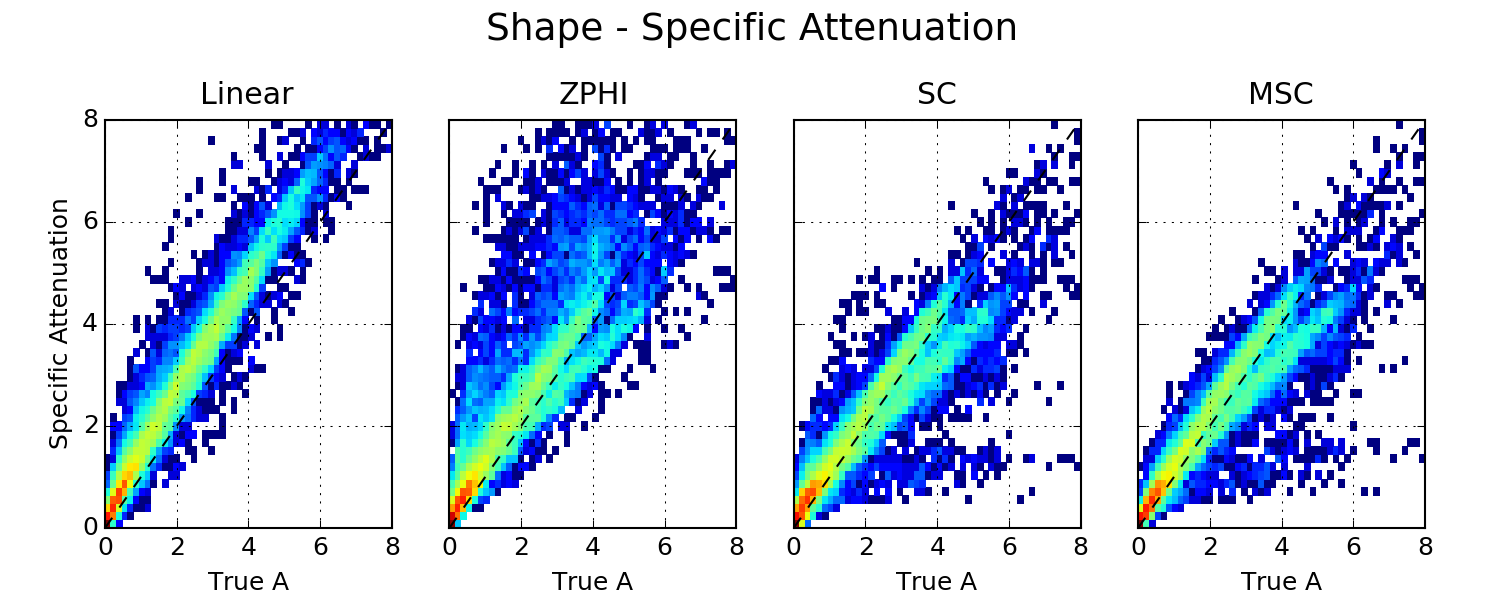 Shape - Specific Attenuation
Linear
ZPHI
SC
MSC
Specific Attenuation
8
6
4
2
0
0 2 4 6 8
0 2 4 6 8
0 2 4 6 8
0 2 4 6 8
True A
True A
True A
True A